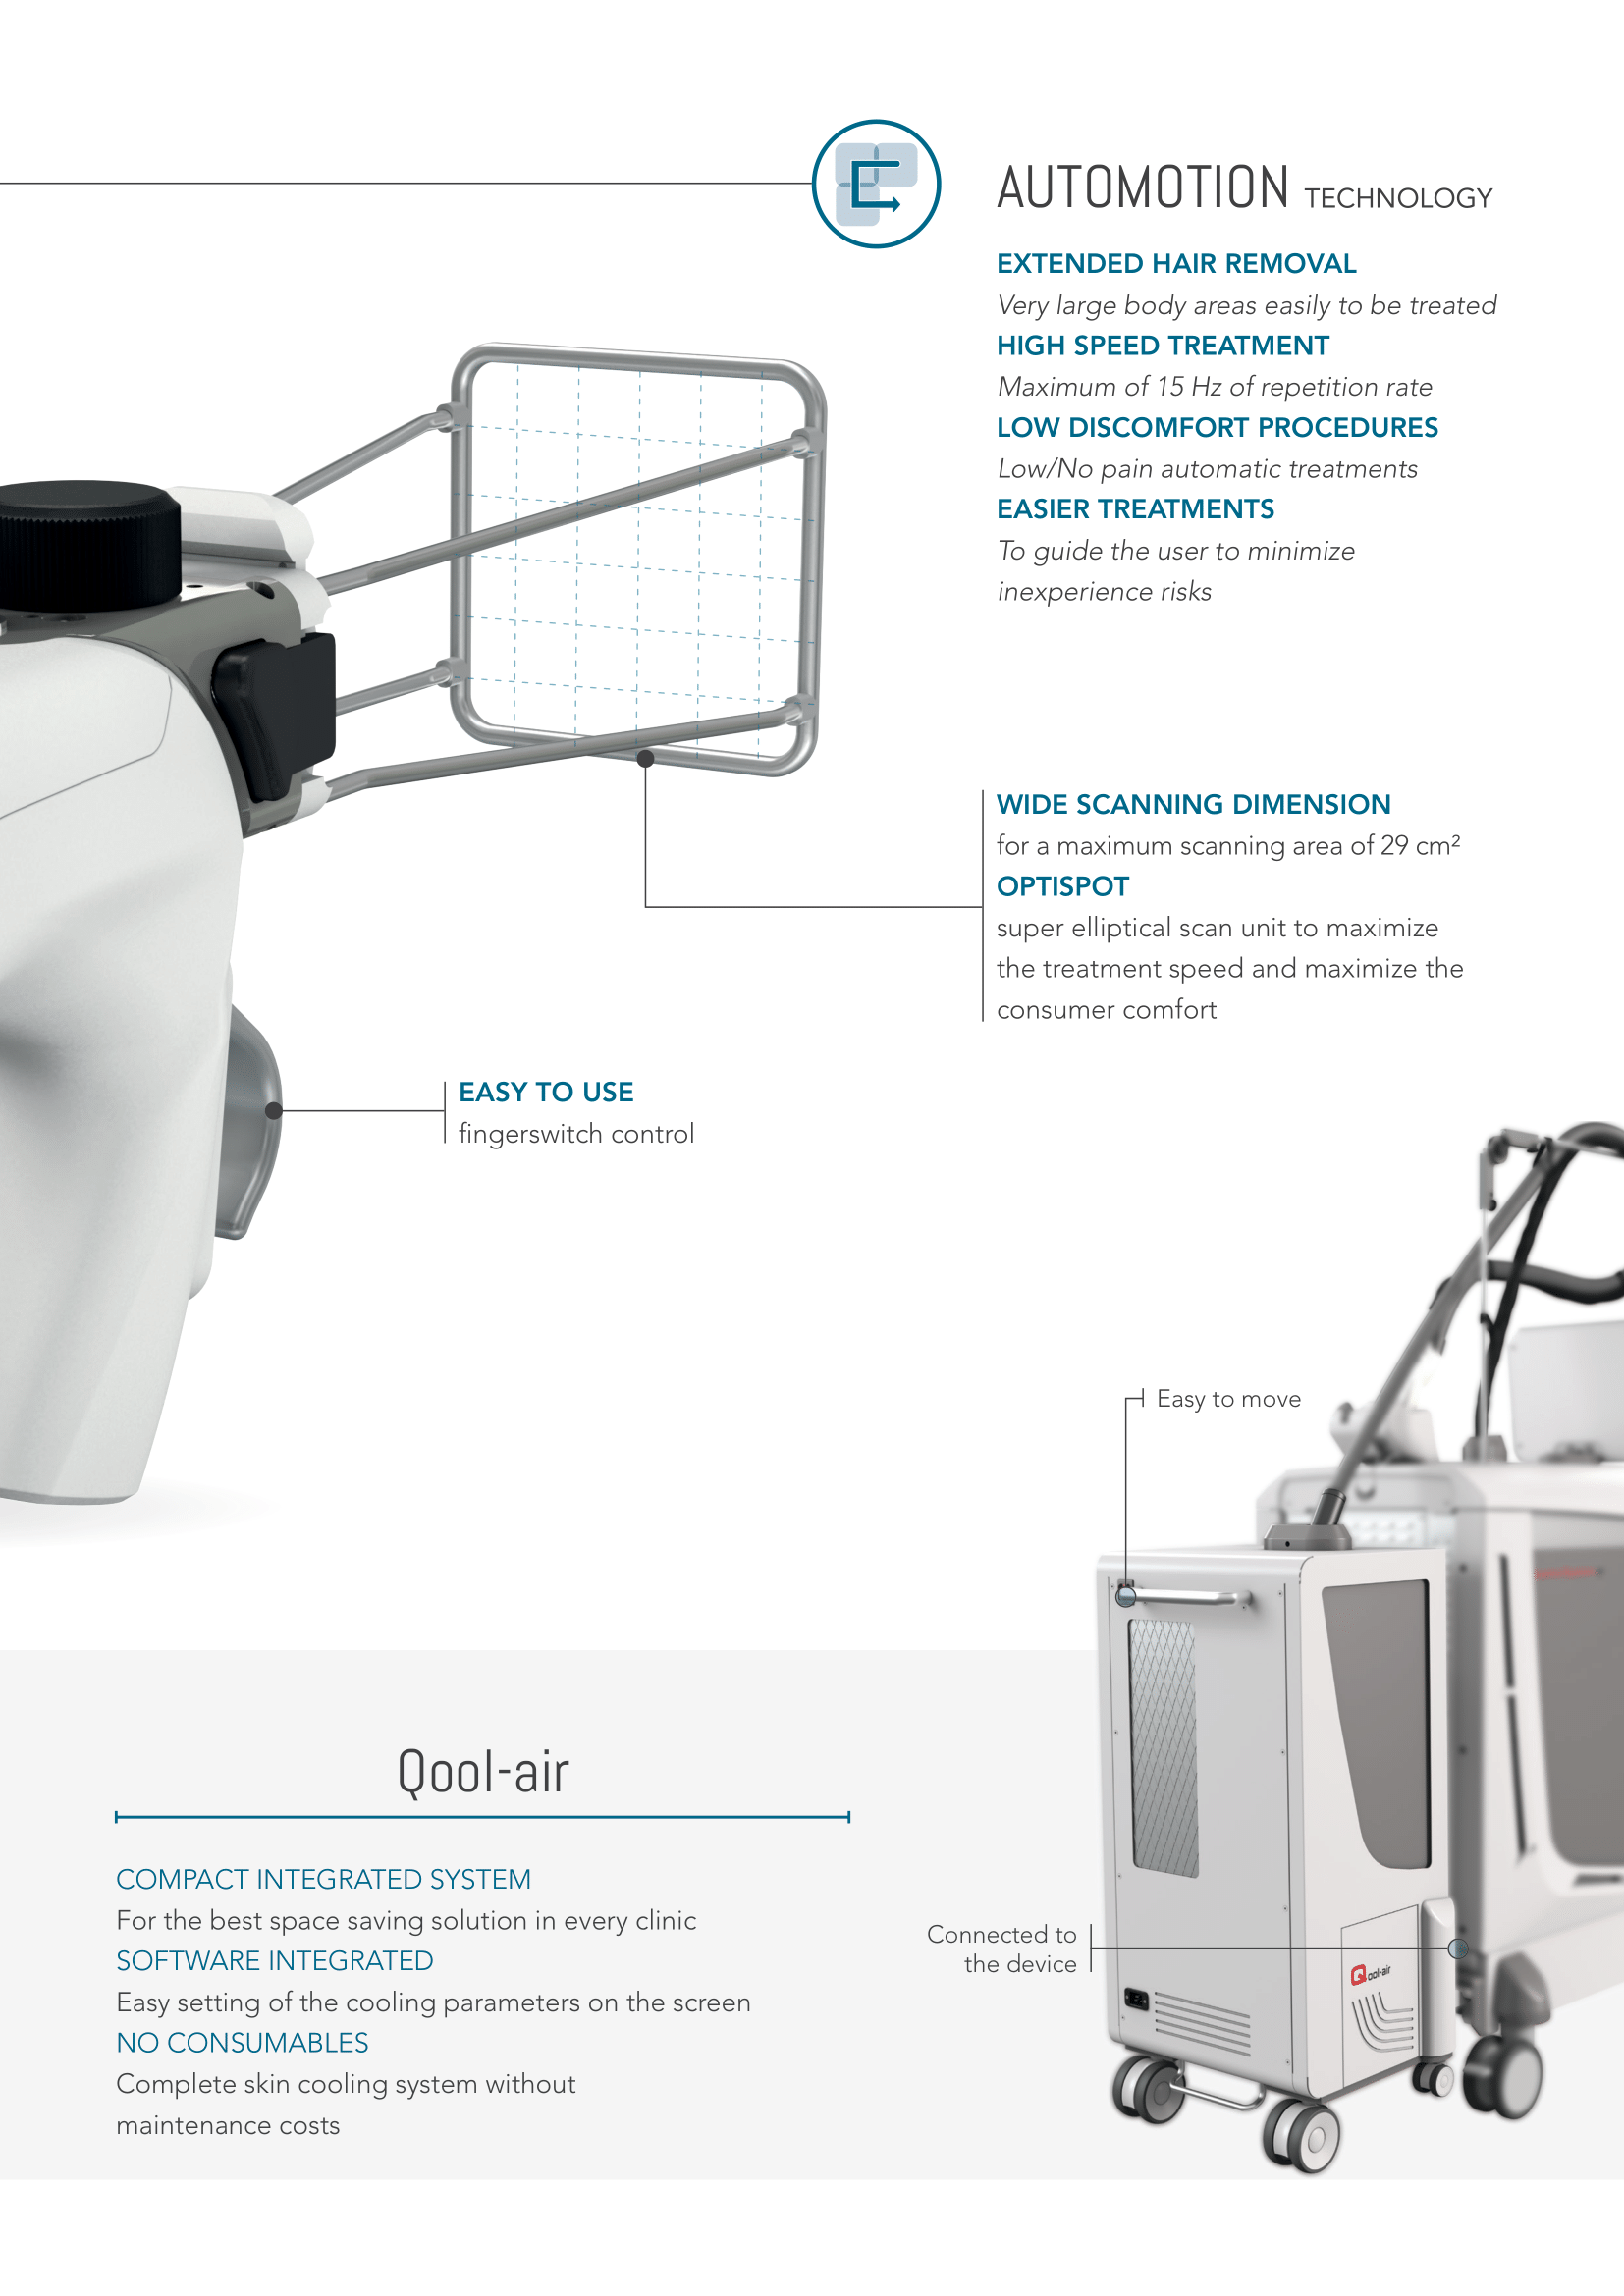 AUTOMOTION TECHNOLOGY
EXTENDED HAIR REMOVAL
Very large body areas easily to be treated
HIGH SPEED TREATMENT
Maximum of 15 Hz of repetition rate
LOW DISCOMFORT PROCEDURES
Low/No pain automatic treatments
EASIER TREATMENTS
To guide the user to minimize
inexperience risks
WIDE SCANNING DIMENSION
for a maximum scanning area of 29 cm²
OPTISPOT
super elliptical scan unit to maximize
the treatment speed and maximize the
consumer comfort
EASY TO USE
fingerswitch control
Easy to move
Qool-air
COMPACT INTEGRATED SYSTEM
For the best space saving solution in every clinic
SOFTWARE INTEGRATED
Easy setting of the cooling parameters on the screen
NO CONSUMABLES
Complete skin cooling system without
maintenance costs
Connected to
the device
Qool-air